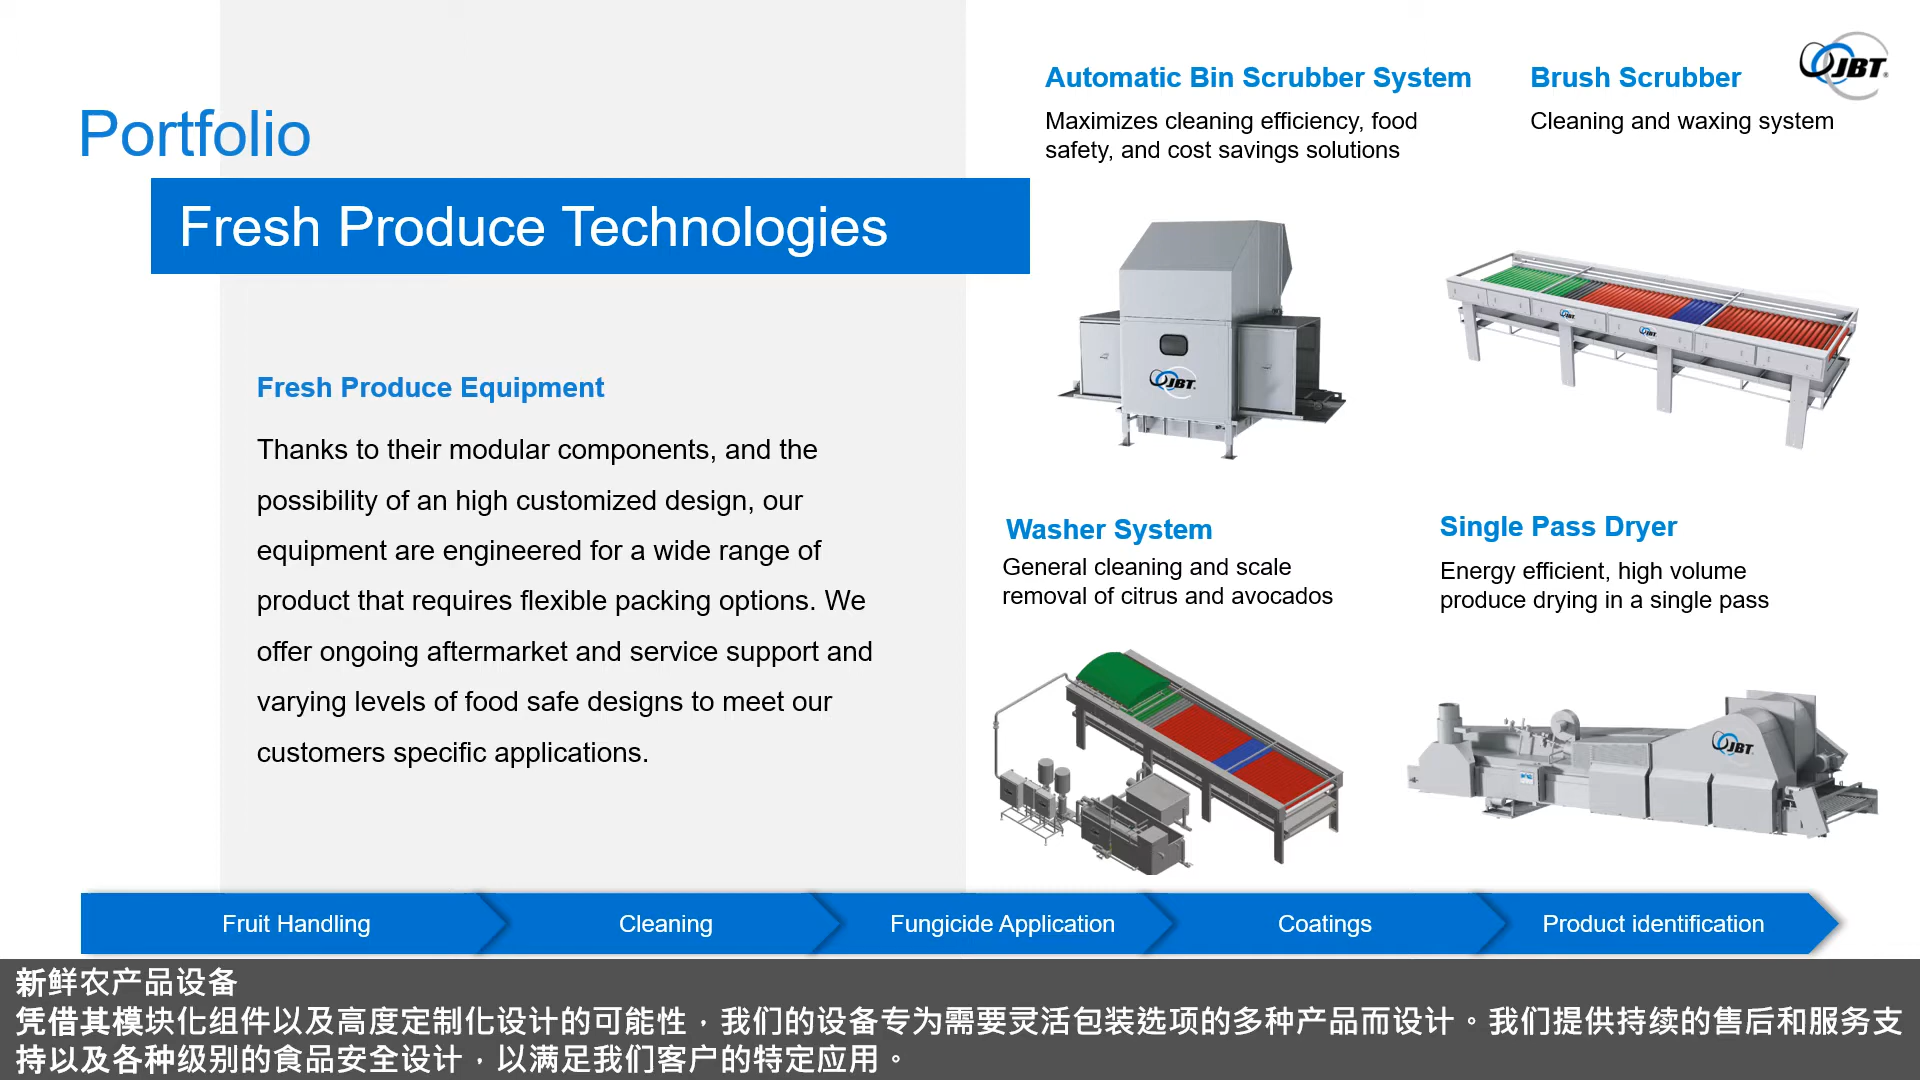 Portfolio
Fresh Produce Technologies
Fresh Produce Equipment
Thanks to their modular components, and the
possibility of an high customized design, our
equipment are engineered for a wide range of
product that requires flexible packing options. We
offer ongoing aftermarket and service support and
varying levels of food safe designs to meet our
customers specific applications.
Automatic Bin Scrubber System
Maximizes cleaning efficiency, food
safety, and cost savings solutions
JBT
Brush Scrubber
Cleaning and waxing system
JBT
JBT
JBT
Washer System
General cleaning and scale
removal of citrus and avocados
Single Pass Dryer
Energy efficient, high volume
produce drying in a single pass
JBT
Fruit Handling
Cleaning
Fungicide Application
Coatings
Product identification
新鲜农产品设备
凭借其模块化组件以及高度定制化设计的可能性，我们的设备专为需要灵活包装选项的多种产品而设计。我们提供持续的售后和服务支
持以及各种级别的食品安全设计，以满足我们客户的特定应用。